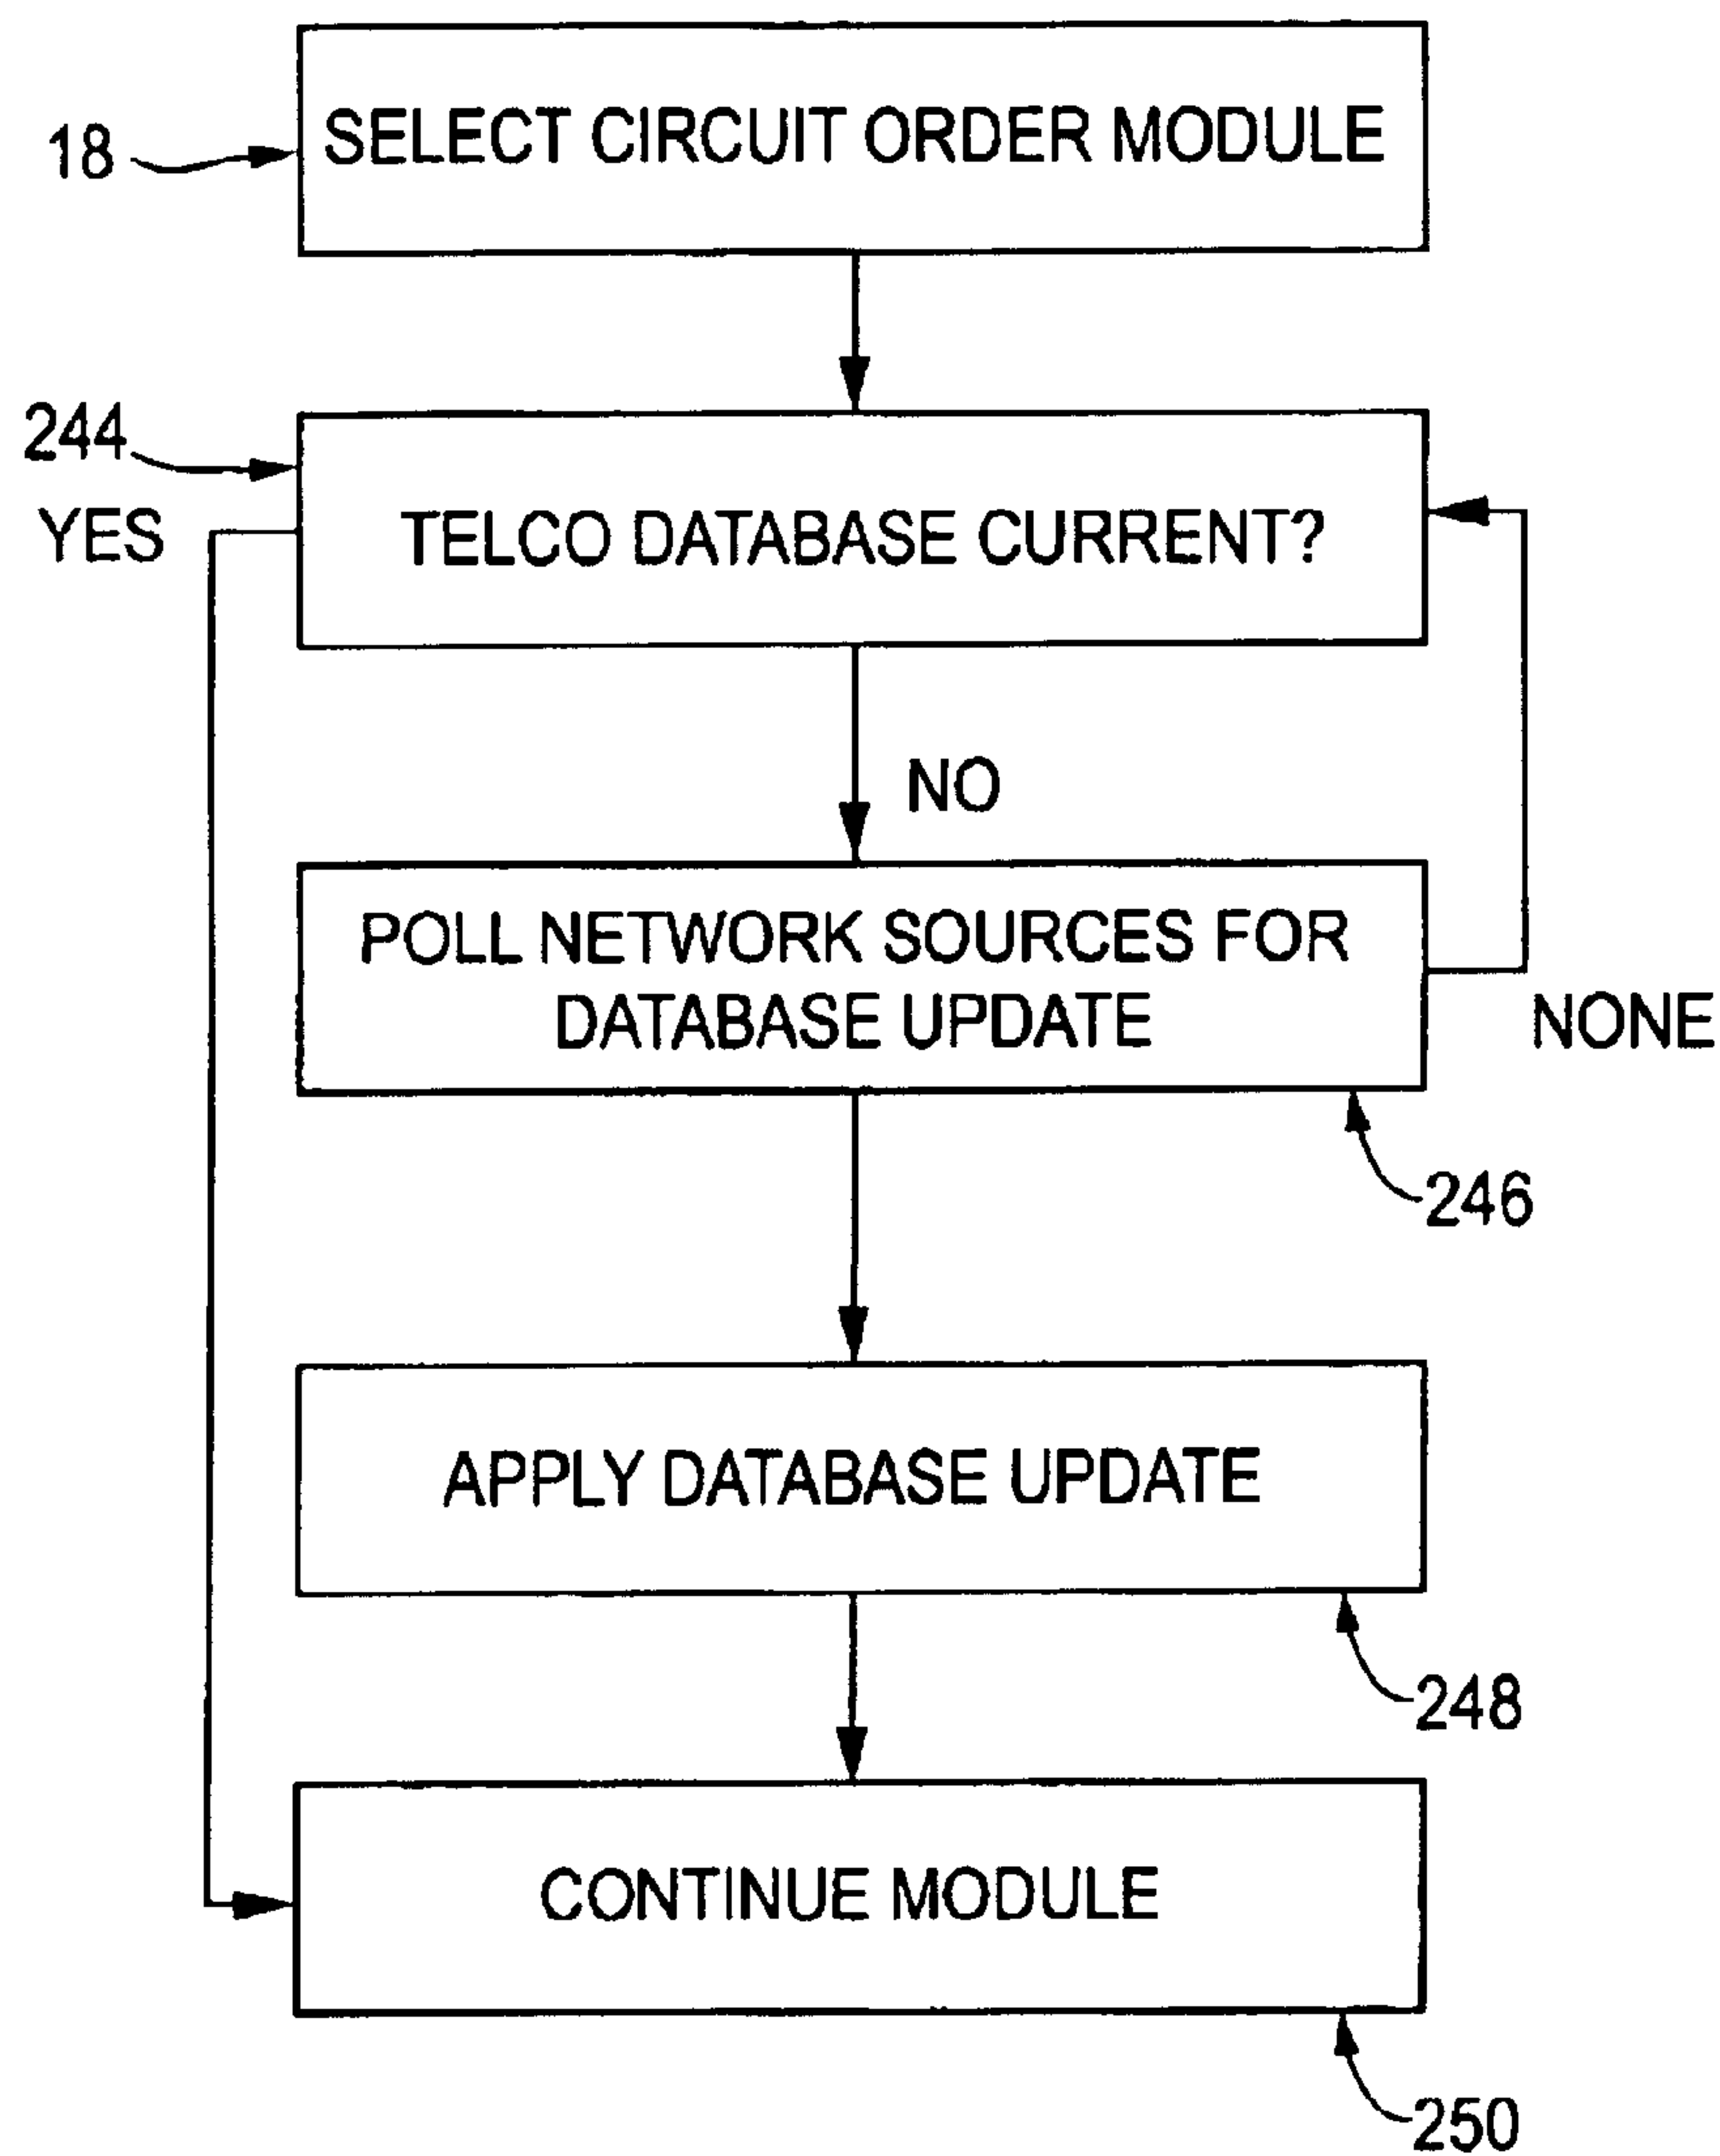 SELECT CIRCUIT ORDER MODULE
18
244
YES
TELCO DATABASE CURRENT?
NO
POLL NETWORK SOURCES FOR
DATABASE UPDATE
NONE
246
APPLY DATABASE UPDATE
248
CONTINUE MODULE
250